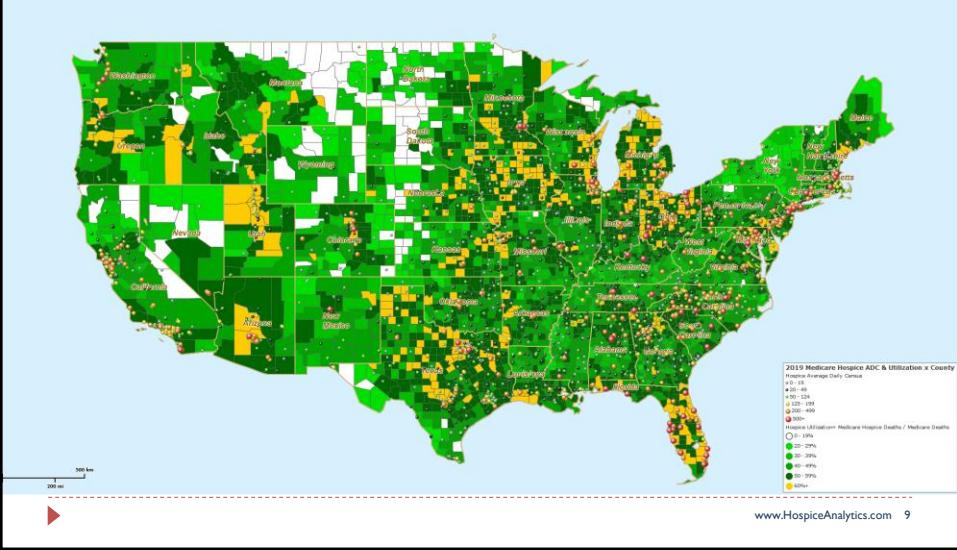 Washington
Montana
North
Dakota
Minnesota
Maine
Oregon
Idaho
South
Dakota
Wisconsin
Michigan
New
York
Wyoming
Iowa
Nebraska
Pennsylvania
Nevada
Utah
Colorado
Illinois
Indiana
Ohio
Kansas
Missouri
West
Virginia
Virginia
Kentucky
California
Arizona
New
Mexico
Oklahoma
Arkansas
Tennessee
North
Carolina
South
Carolina
Alabama
Georgia
Texas
Louisiana
Florida
500 km
200 mi
2019 Medicare Hospice ADC & Utilization x County
Hospice Average Daily Census
0 - 19
20 - 49
50 - 124
125 - 199
200 - 499
500+
Hospice Utilization= Medicare Hospice Deaths / Medicare Deaths
0 - 19%
20 - 29%
30 - 39%
40 - 49%
50 - 59%
60%+
www.HospiceAnalytics.com 9